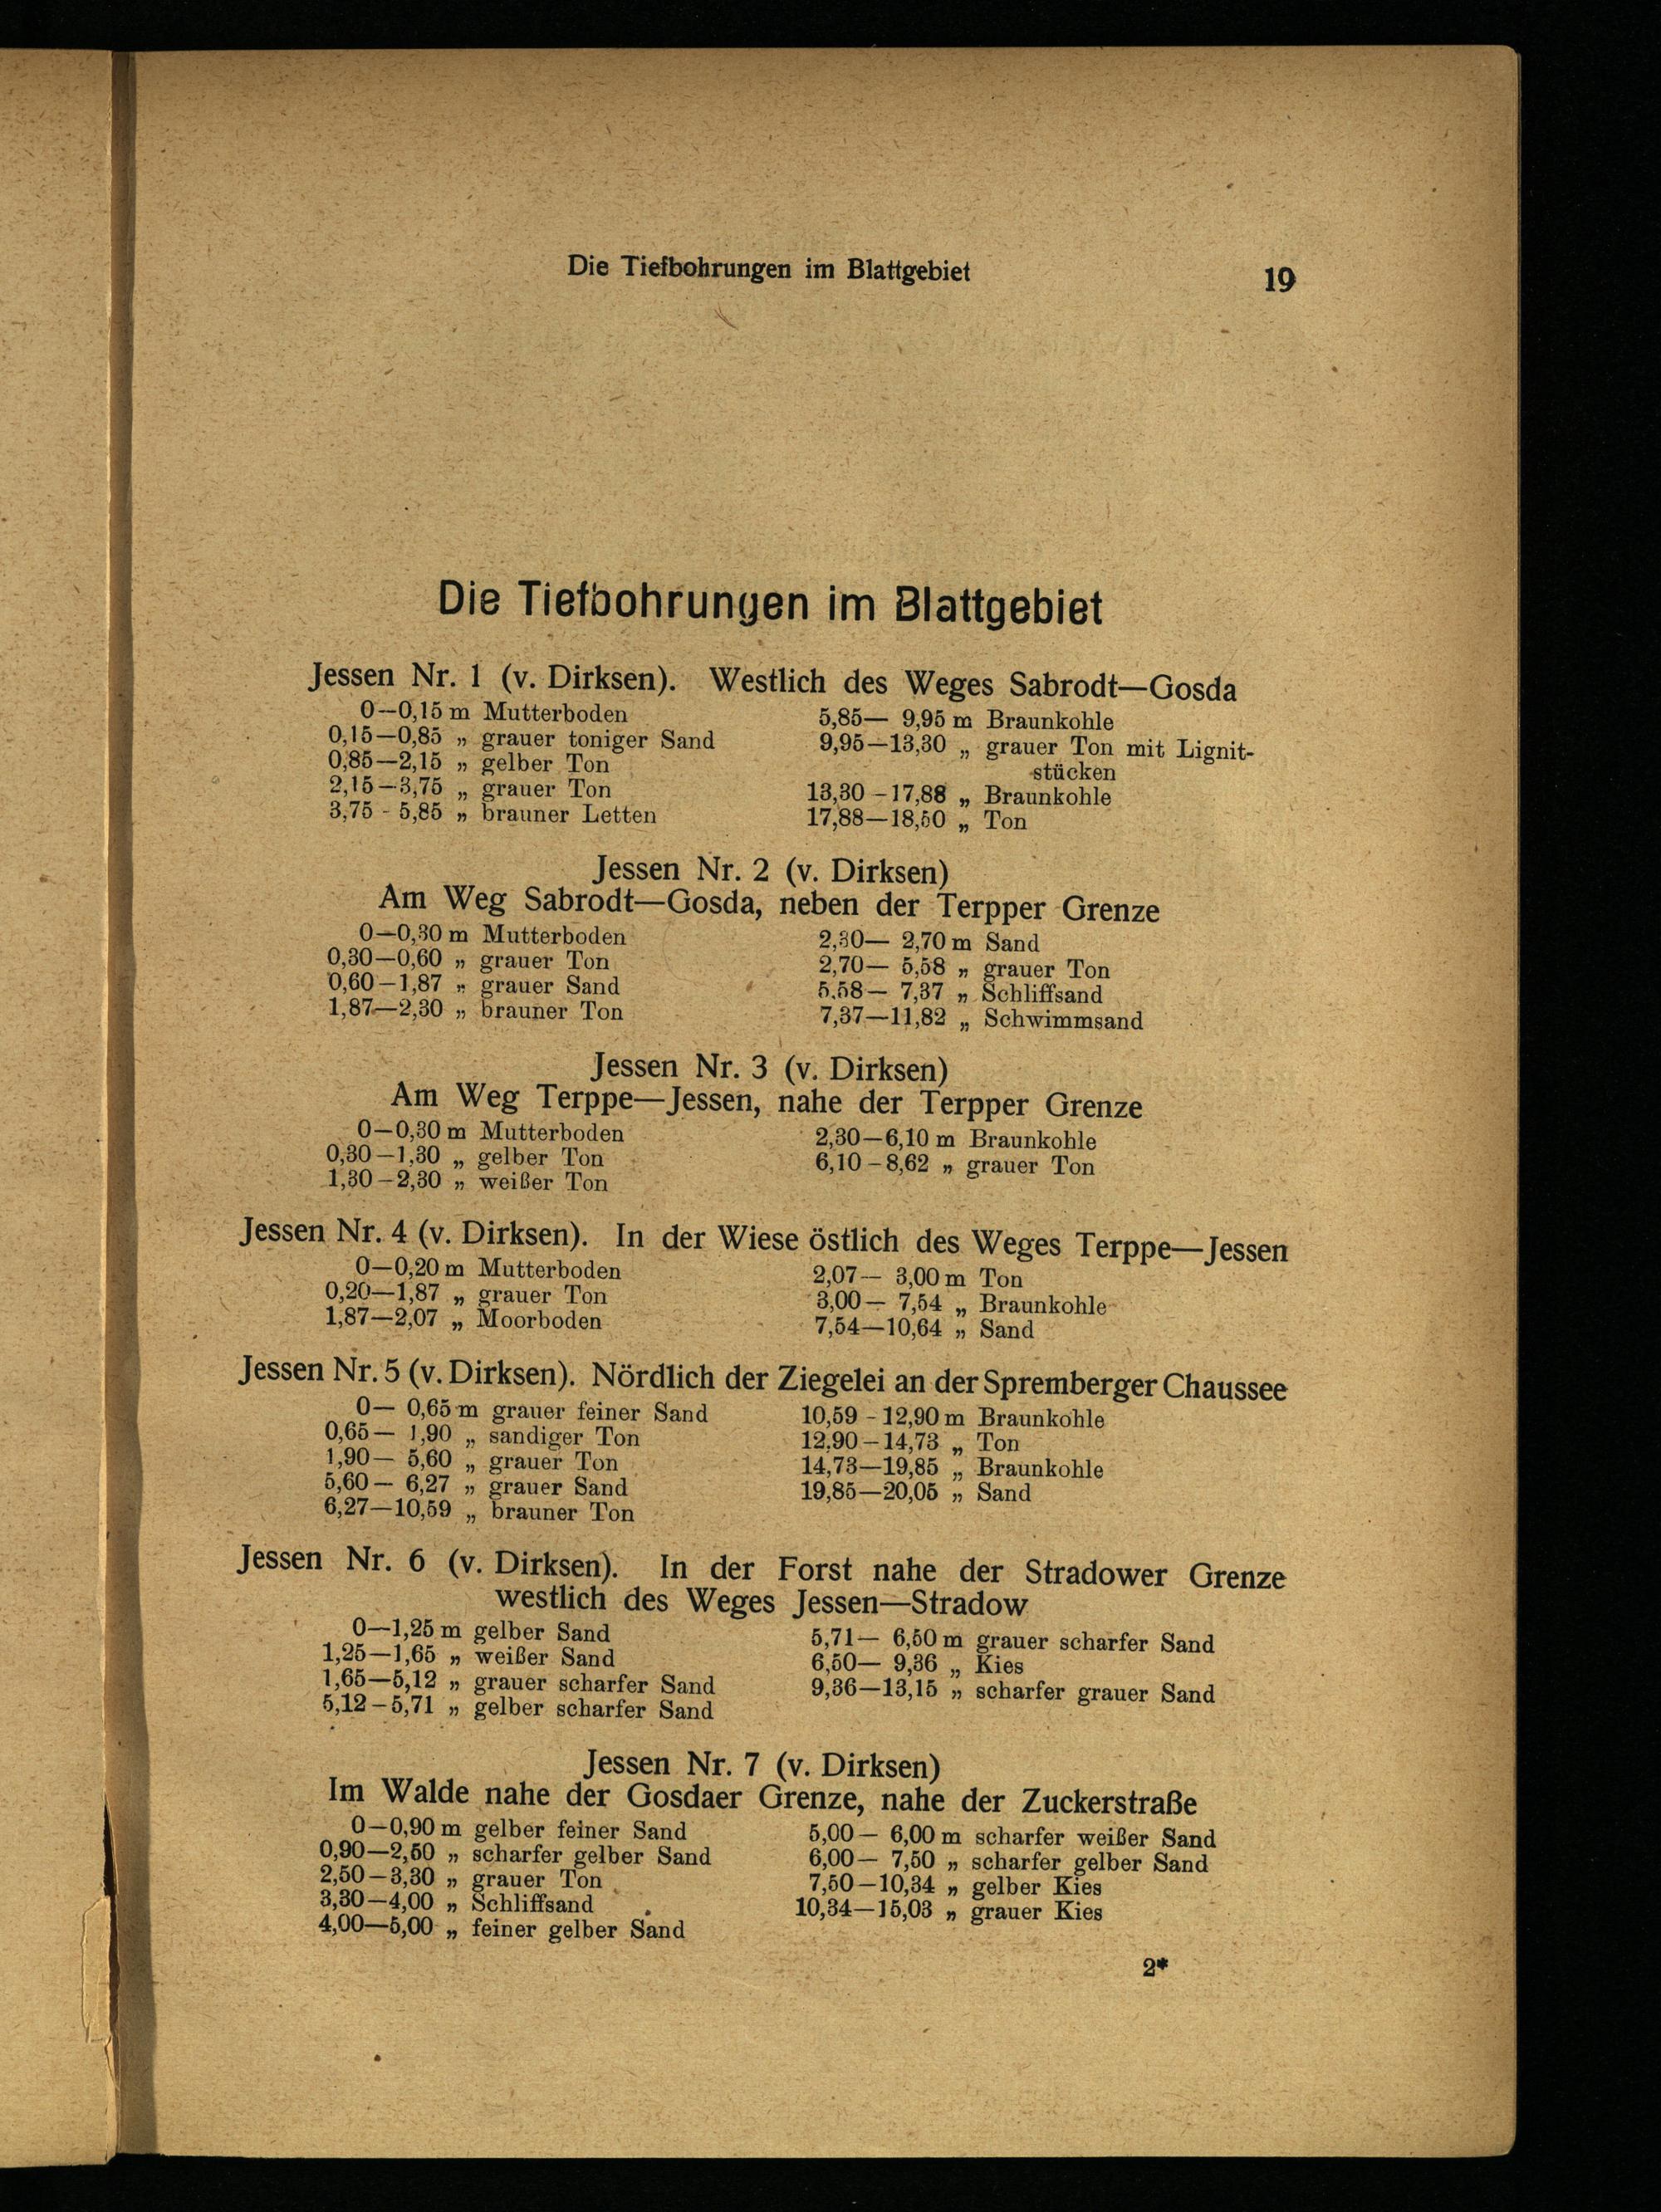 Die Tiefbohrungen im Blattgebiet
19
Die Tiefbohrungen im Blattgebiet
Jessen Nr. 1 (v. Dirksen). Westlich des Weges Sabrodt—Gosda
0—0,15 m Mutterboden
0,15—0,85 „ grauer toniger Sand
0,85—2,15 „ gelber Ton
2,15—3,75 „ grauer Ton
3,75 - 5,85 „ brauner Letten
5,85— 9,95 m Braunkohle
9,95—13,30 „ grauer Ton mit Lignit-
stücken
13,30 –17,88 „ Braunkohle
17,88—18,50 „ Ton
Jessen Nr. 2 (v. Dirksen)
Am Weg Sabrodt—Gosda, neben der Terpper Grenze
0—0,30 m Mutterboden
0,30—0,60 „ grauer Ton
0,60—1,87 „ grauer Sand
1,87—2,30 „ brauner Ton
2,30— 2,70 m Sand
2,70— 5,58 „ grauer Ton
5.58— 7,37 „ Schliffsand
7,37—11,82 „ Schwimmsand
Jessen Nr. 3 (v. Dirksen)
Am Weg Terppe—Jessen, nahe der Terpper Grenze
0—0,30 m Mutterboden
0,30—1,30 „ gelber Ton
1,30—2,30 „ weißer Ton
2,30—6,10 m Braunkohle
6,10–8,62 „ grauer Ton
Jessen Nr. 4 (v. Dirksen). In der Wiese östlich des Weges Terppe—Jessen
0—0,20 m Mutterboden
0,20—1,87 „ grauer Ton
1,87—2,07 „ Moorboden
2,07— 3,00 m Ton
3,00— 7,54 „ Braunkohle
7,54—10,64 „ Sand
Jessen Nr. 5 (v. Dirksen). Nördlich der Ziegelei an der Spremberger Chaussee
0— 0,65 m grauer feiner Sand
0,65— 1,90 „ sandiger Ton
1,90— 5,60 „ grauer Ton
5,60— 6,27 „ grauer Sand
6,27—10,59 „ brauner Ton
10,59 - 12,90 m Braunkohle
12,90—14,73 „ Ton
14,73—19,85 „ Braunkohle
19,85—20,05 „ Sand
Jessen Nr. 6 (v. Dirksen). In der Forst nahe der Stradower Grenze
westlich des Weges Jessen—Stradow
0—1,25 m gelber Sand
1,25—1,65 „ weißer Sand
1,65—5,12 „ grauer scharfer Sand
5,12–5,71 „ gelber scharfer Sand
5,71— 6,50 m grauer scharfer Sand
6,50— 9,36 „ Kies
9,36—13,15 „ scharfer grauer Sand
Jessen Nr. 7 (v. Dirksen)
Im Walde nahe der Gosdaer Grenze, nahe der Zuckerstraße
0—0,90 m gelber feiner Sand
0,90—2,50 „ scharfer gelber Sand
2,50—3,30 „ grauer Ton
3,30—4,00 „ Schliffsand
4,00—5,00 „ feiner gelber Sand
5,00— 6,00 m scharfer weißer Sand
6,00— 7,50 „ scharfer gelber Sand
7,50—10,34 „ gelber Kies
10,34—15,03 „ grauer Kies
2*